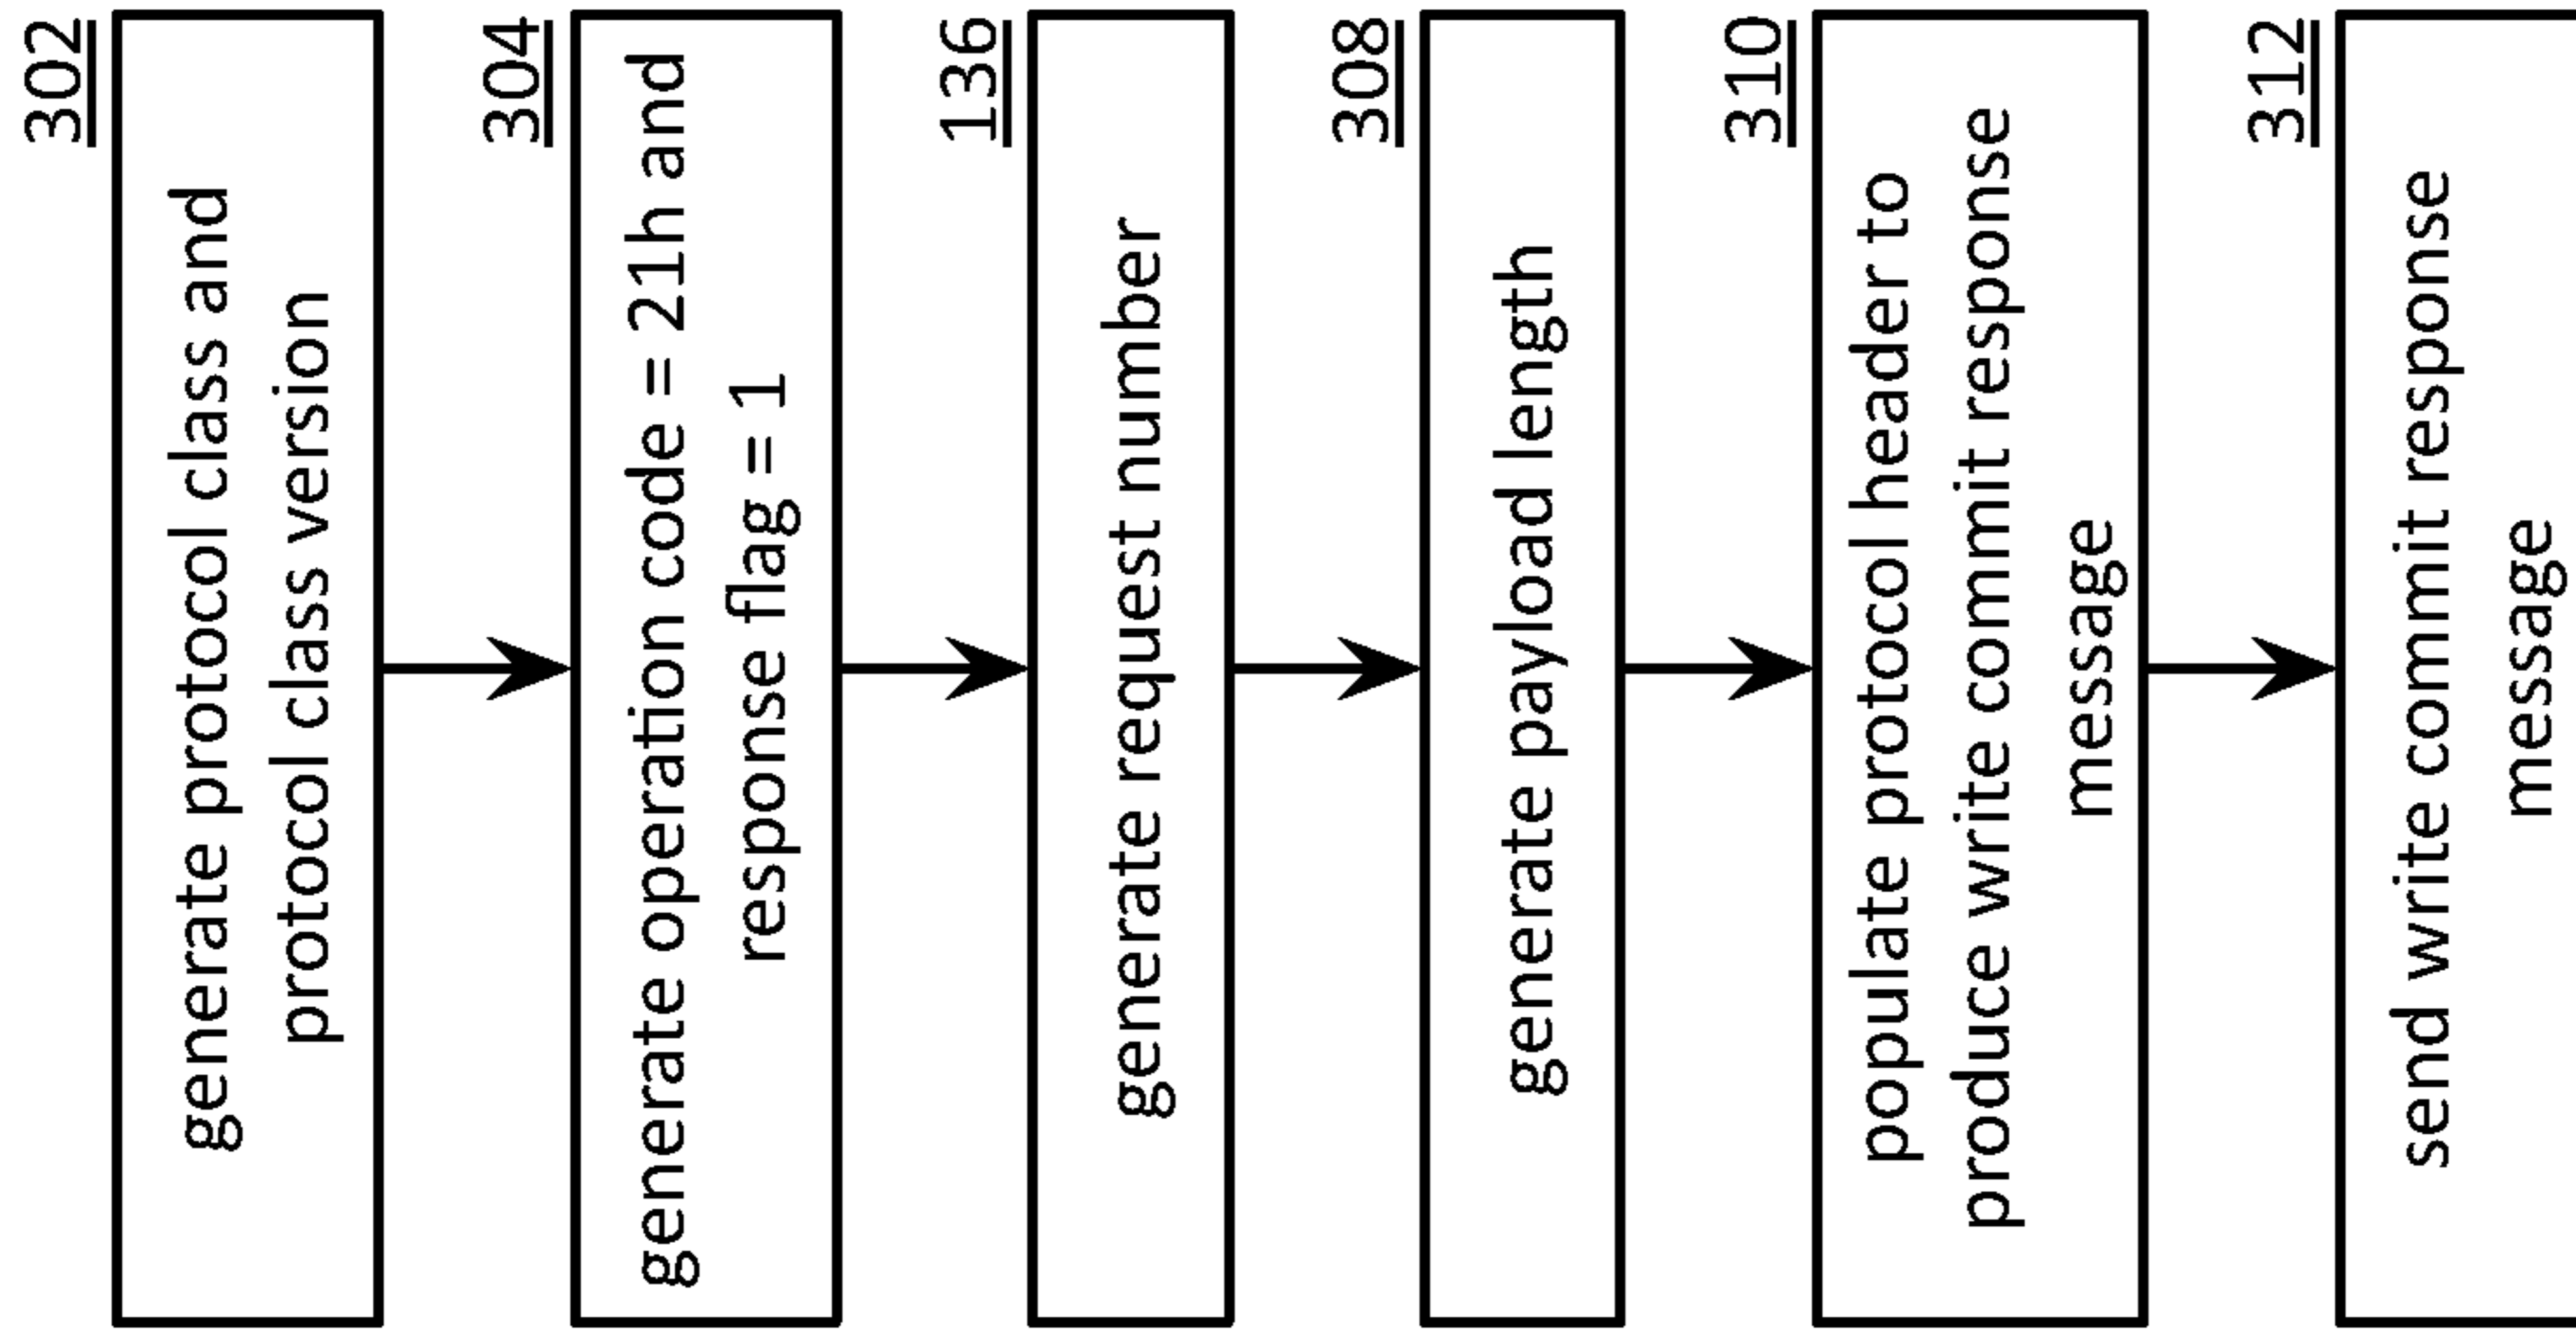 302
generate protocol class and
protocol class version
304
generate operation code = 21h and
response flag = 1
136
generate request number
308
generate payload length
310
populate protocol header to
produce write commit response
message
312
send write commit response
message